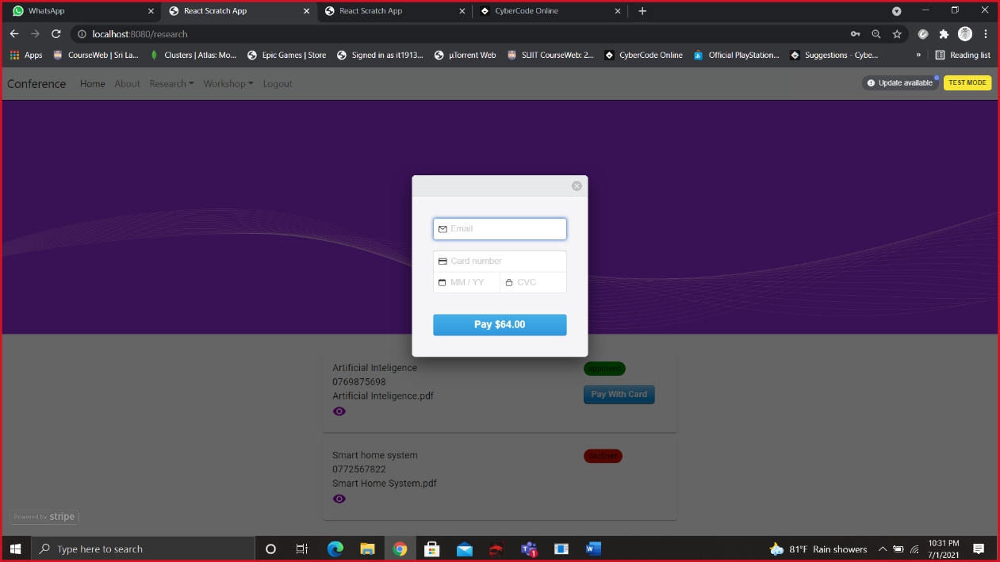 WhatsApp
React Scratch App
React Scratch App
CyberCode Online
localhost:8080/research
Apps
CourseWeb | Sri La...
Clusters | Atlas: Mo...
Epic Games | Store
Signed in as it1913...
µTorrent Web
SLIIT CourseWeb: 2...
CyberCode Online
Official PlayStation...
Suggestions - Cybe...
»
Reading list
Conference
Home
About
Research
Workshop
Logout
Update available
TEST MODE
Email
Card number
MM / YY
CVC
Pay $64.00
Artificial Inteligence
approved
0769875698
Artificial Inteligence.pdf
Pay With Card
Smart home system
declined
0772567822
Smart Home System.pdf
Powered by stripe
Type here to search
1
81°F Rain showers
10:31 PM
7/1/2021